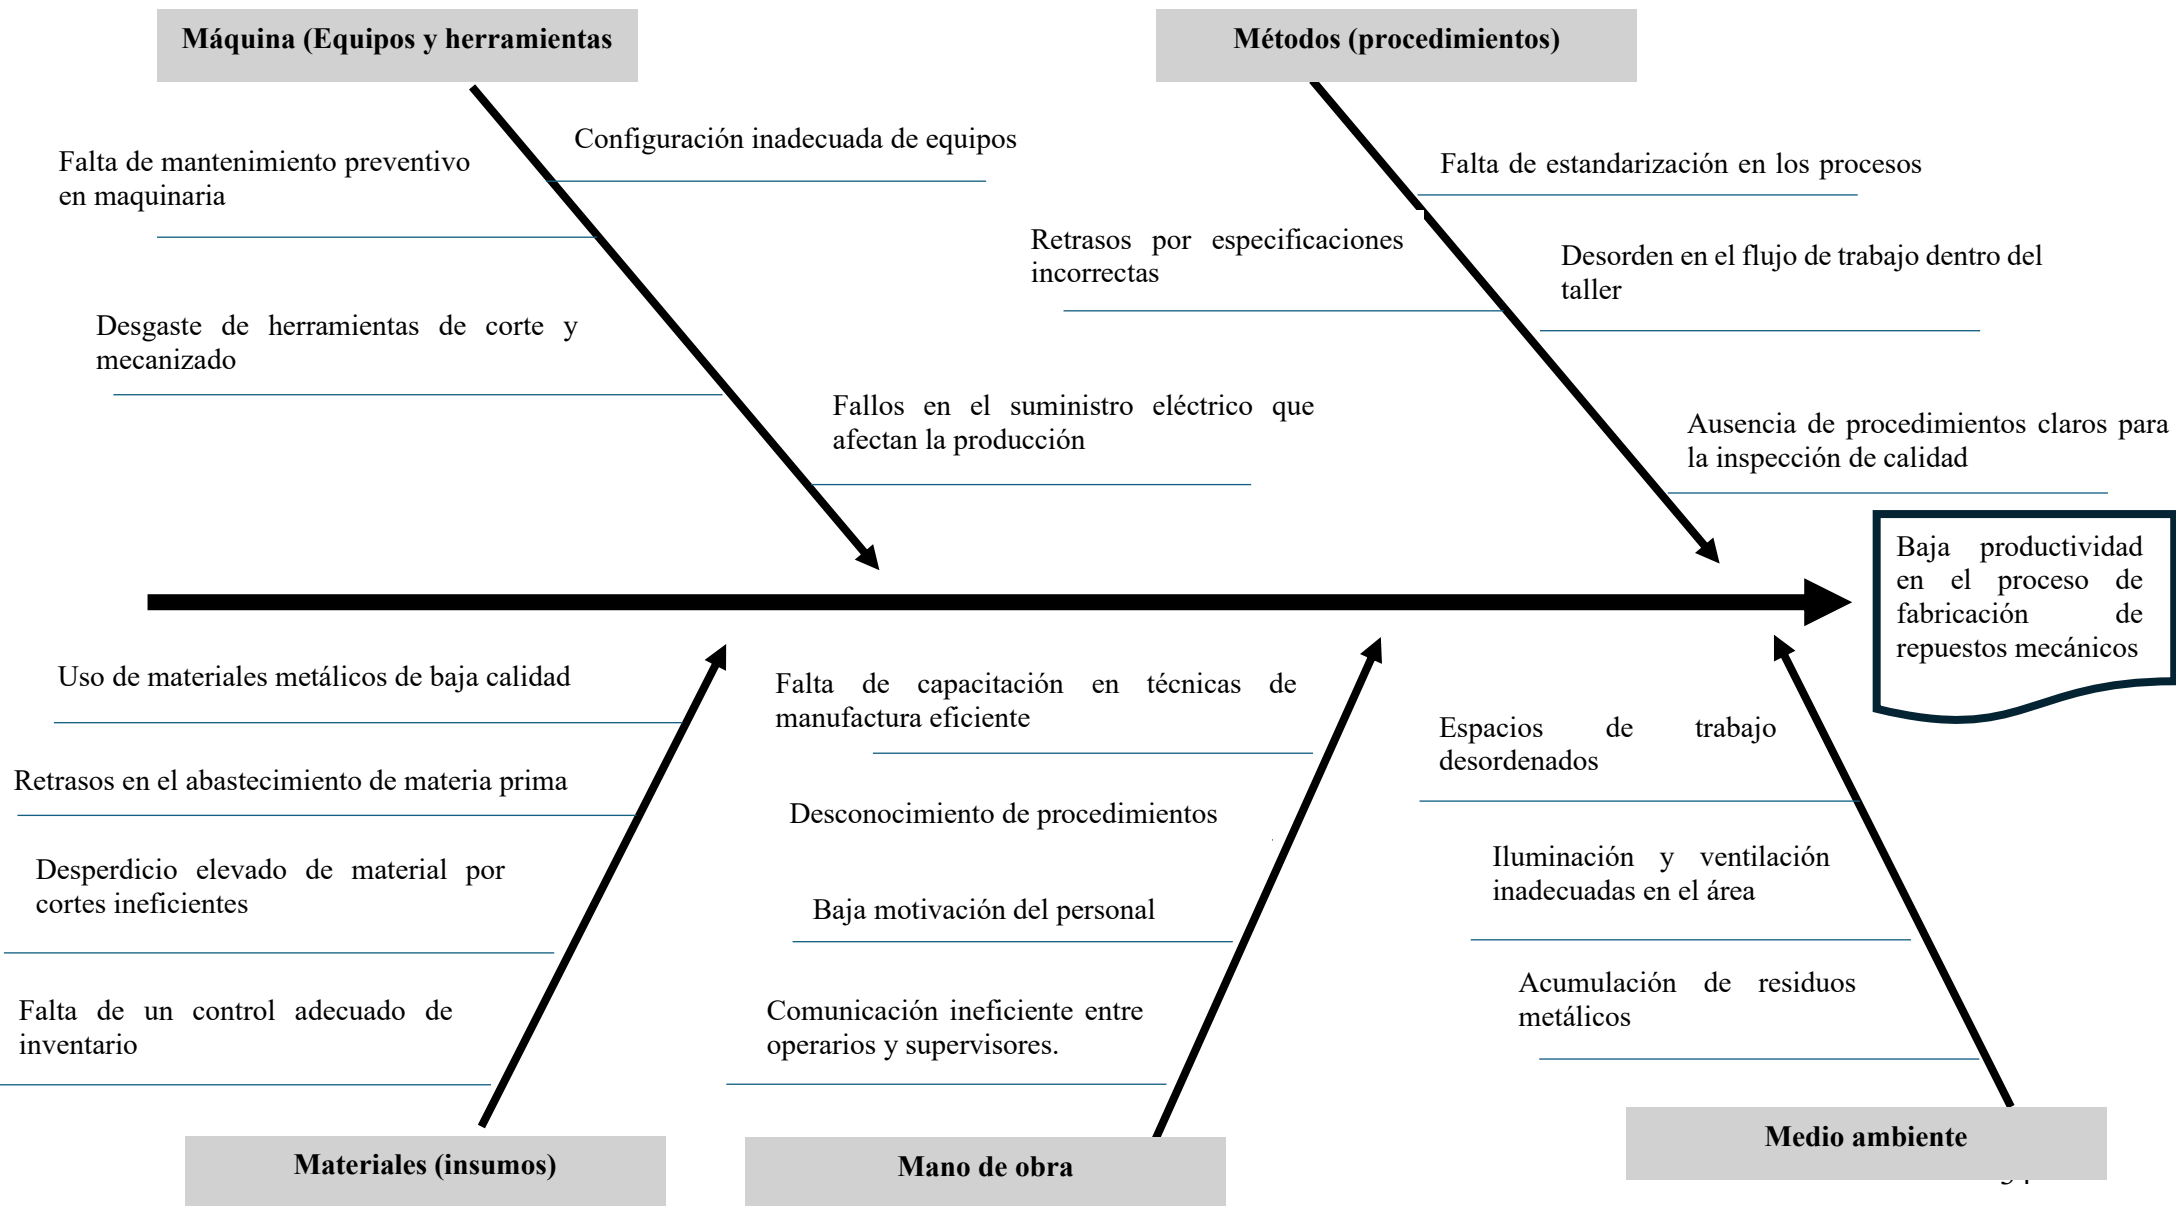 Máquina (Equipos y herramientas
Métodos (procedimientos)
Configuración inadecuada de equipos
Falta de mantenimiento preventivo
en maquinaria
Desgaste de herramientas de corte y
mecanizado
Fallos en el suministro eléctrico que
afectan la producción
Falta de estandarización en los procesos
Retrasos por especificaciones
incorrectas
Desorden en el flujo de trabajo dentro del
taller
Ausencia de procedimientos claros para
la inspección de calidad
Baja productividad
en el proceso de
fabricación de
repuestos mecánicos
Uso de materiales metálicos de baja calidad
Retrasos en el abastecimiento de materia prima
Desperdicio elevado de material por
cortes ineficientes
Falta de un control adecuado de
inventario
Falta de capacitación en técnicas de
manufactura eficiente
Desconocimiento de procedimientos
Baja motivación del personal
Comunicación ineficiente entre
operarios y supervisores.
Espacios de trabajo
desordenados
Iluminación y ventilación
inadecuadas en el área
Acumulación de residuos
metálicos
Materiales (insumos)
Mano de obra
Medio ambiente